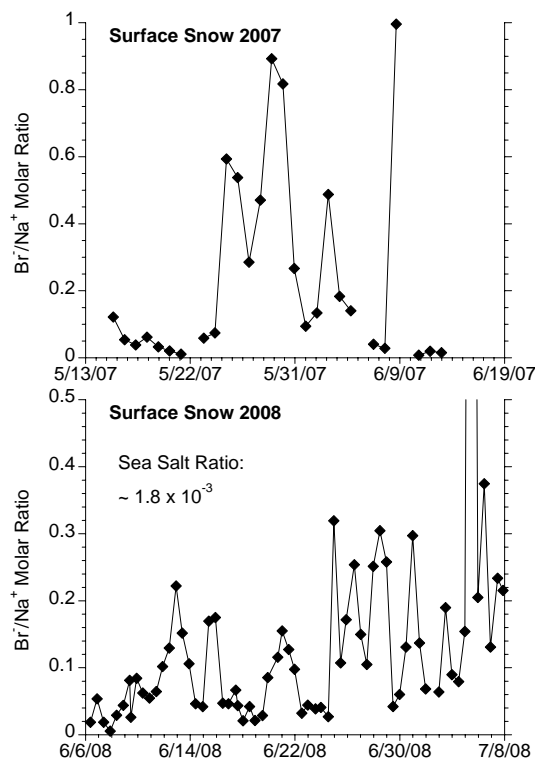 Surface Snow 2007
Br⁻/Na⁺ Molar Ratio
1
0.8
0.6
0.4
0.2
0
5/13/07 5/22/07 5/31/07 6/9/07 6/19/07
Surface Snow 2008
Sea Salt Ratio:
~ 1.8 x 10⁻³
Br⁻/Na⁺ Molar Ratio
0.5
0.4
0.3
0.2
0.1
0
6/6/08 6/14/08 6/22/08 6/30/08 7/8/08